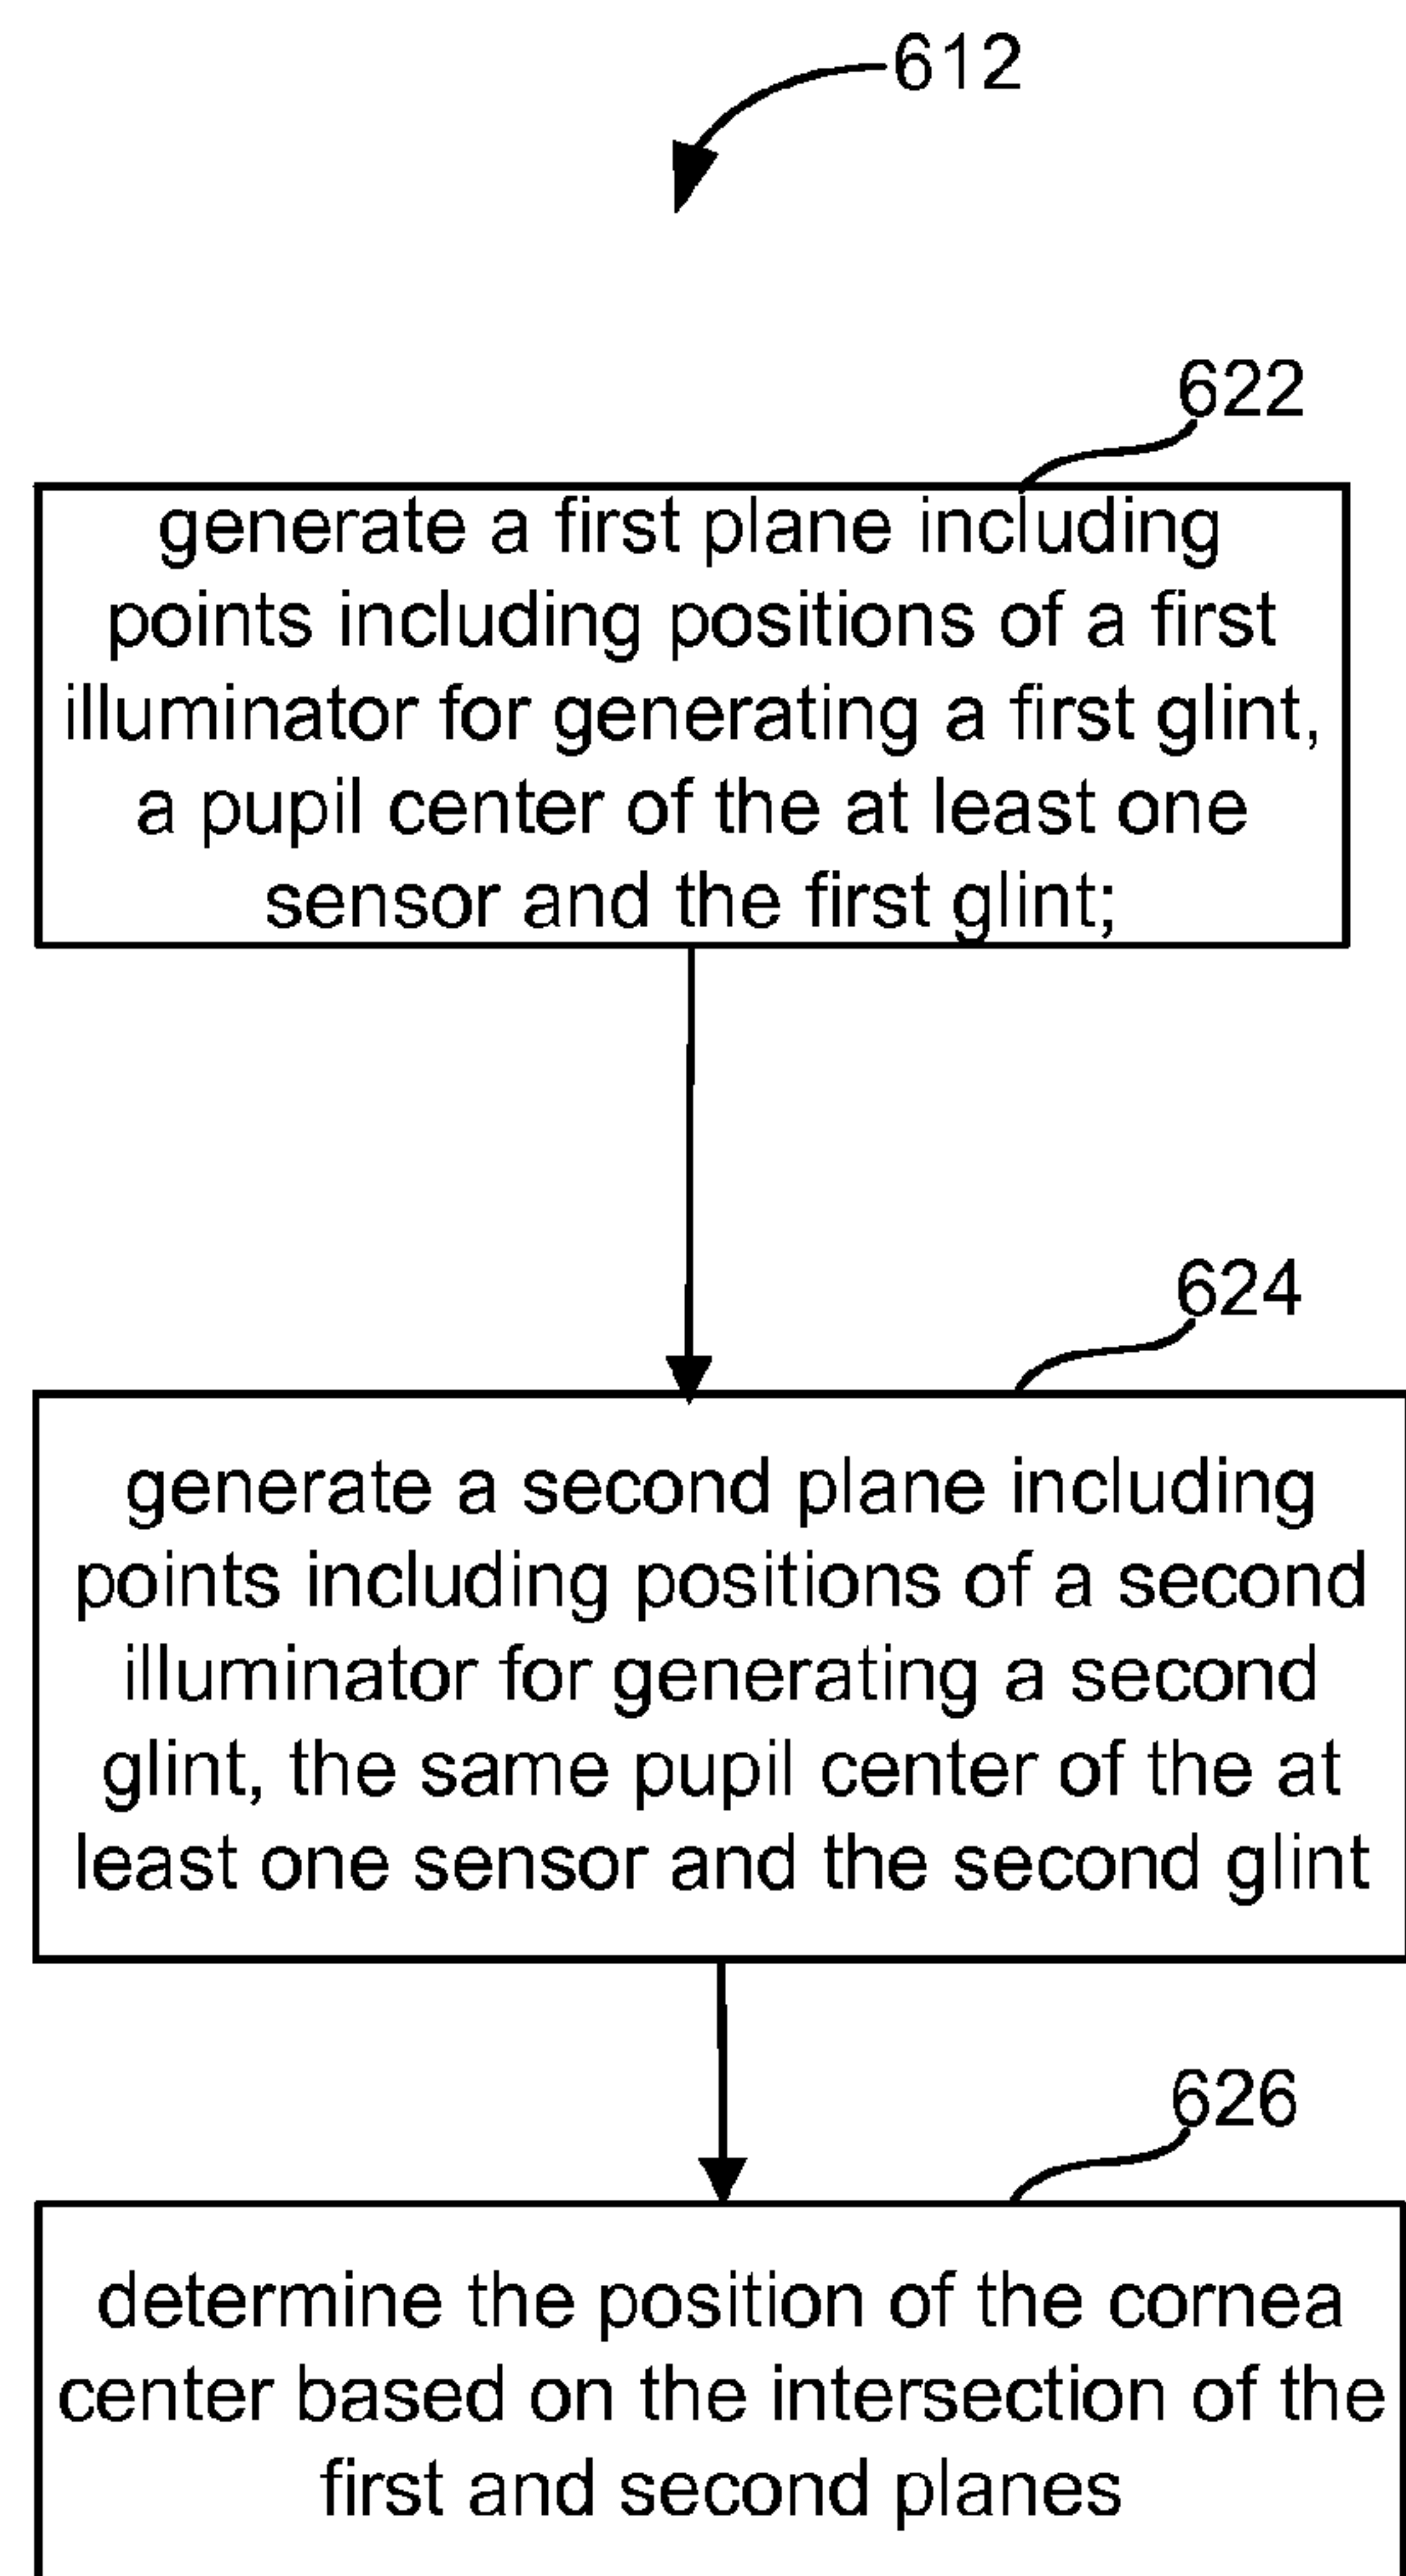 612
622
generate a first plane including
points including positions of a first
illuminator for generating a first glint,
a pupil center of the at least one
sensor and the first glint;
624
generate a second plane including
points including positions of a second
illuminator for generating a second
glint, the same pupil center of the at
least one sensor and the second glint
626
determine the position of the cornea
center based on the intersection of the
first and second planes